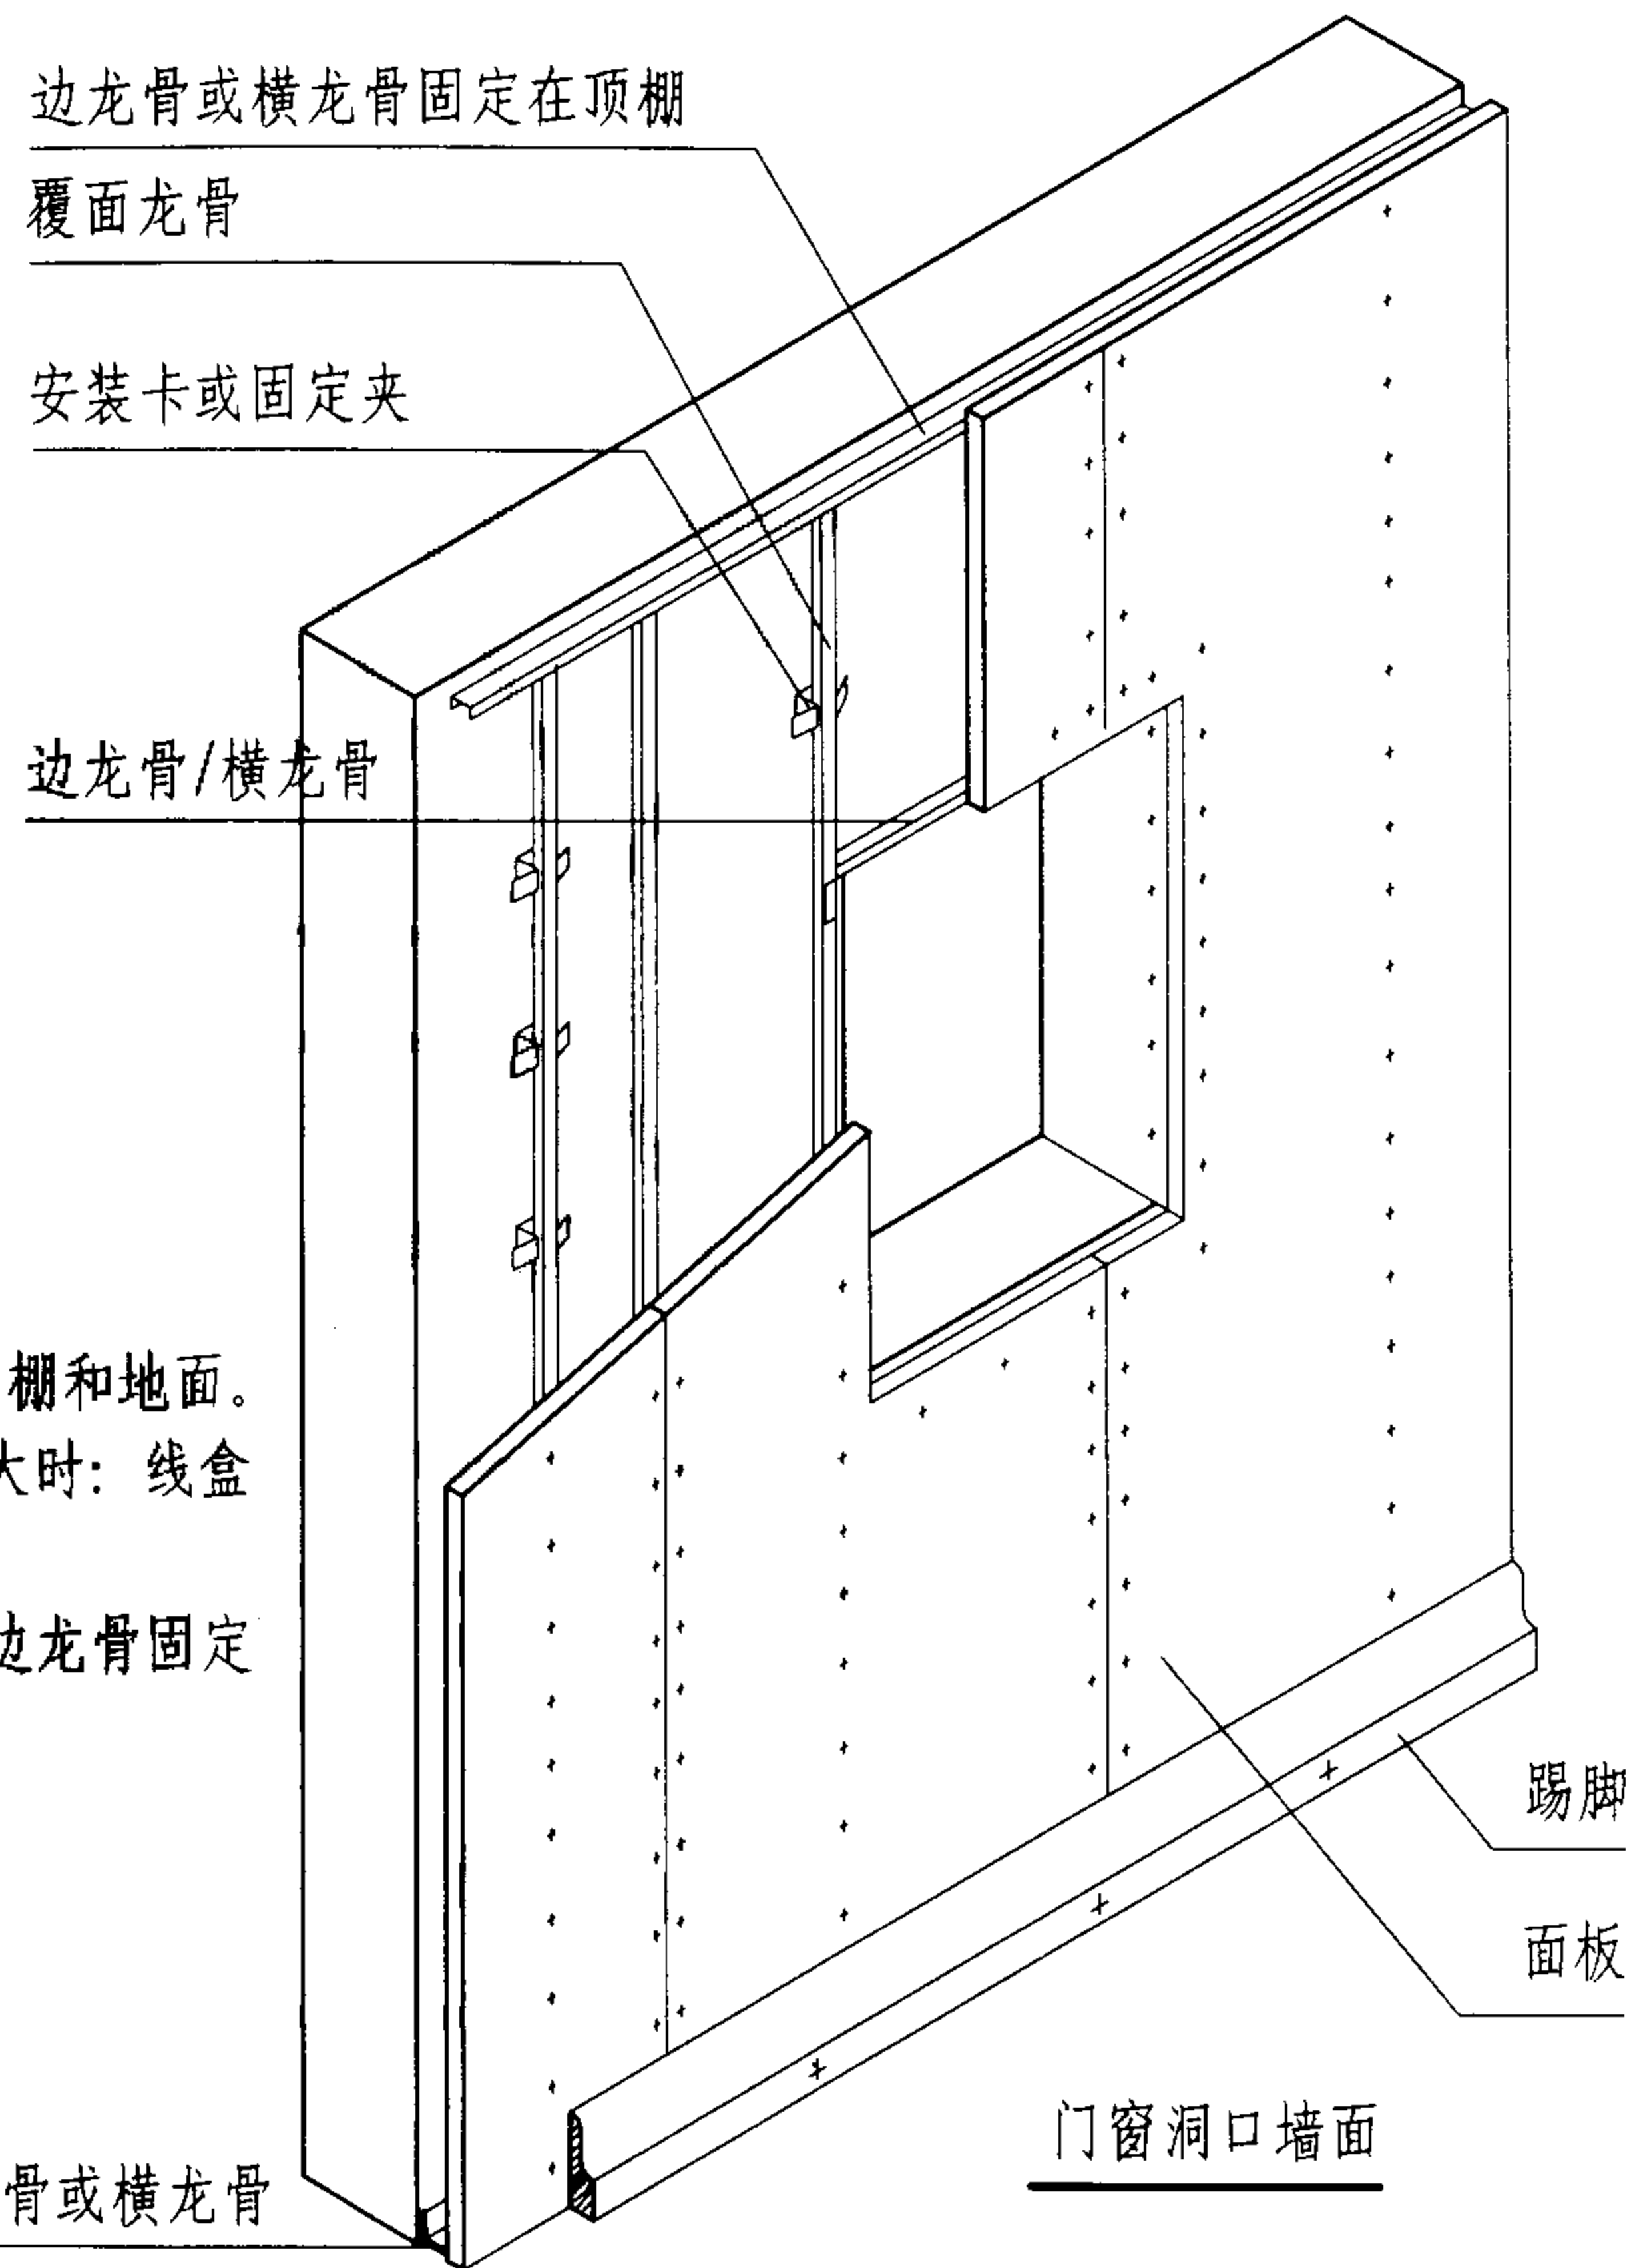 边龙骨或横龙骨固定在顶棚
覆面龙骨
安装卡或固定夹
边龙骨/横龙骨
棚和地面。
大时: 线盒
边龙骨固定
踢脚
面板
门窗洞口墙面
骨或横龙骨